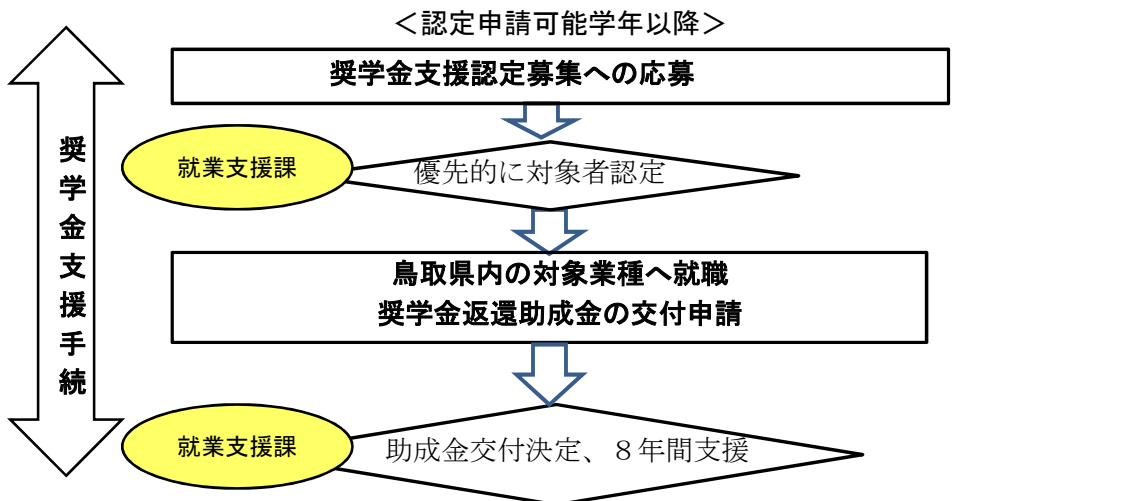 ＜認定申請可能学年以降＞
奨学金支援認定募集への応募
就業支援課
優先的に対象者認定
鳥取県内の対象業種へ就職
奨学金返還助成金の交付申請
就業支援課
助成金交付決定、８年間支援
奨学金支援手続